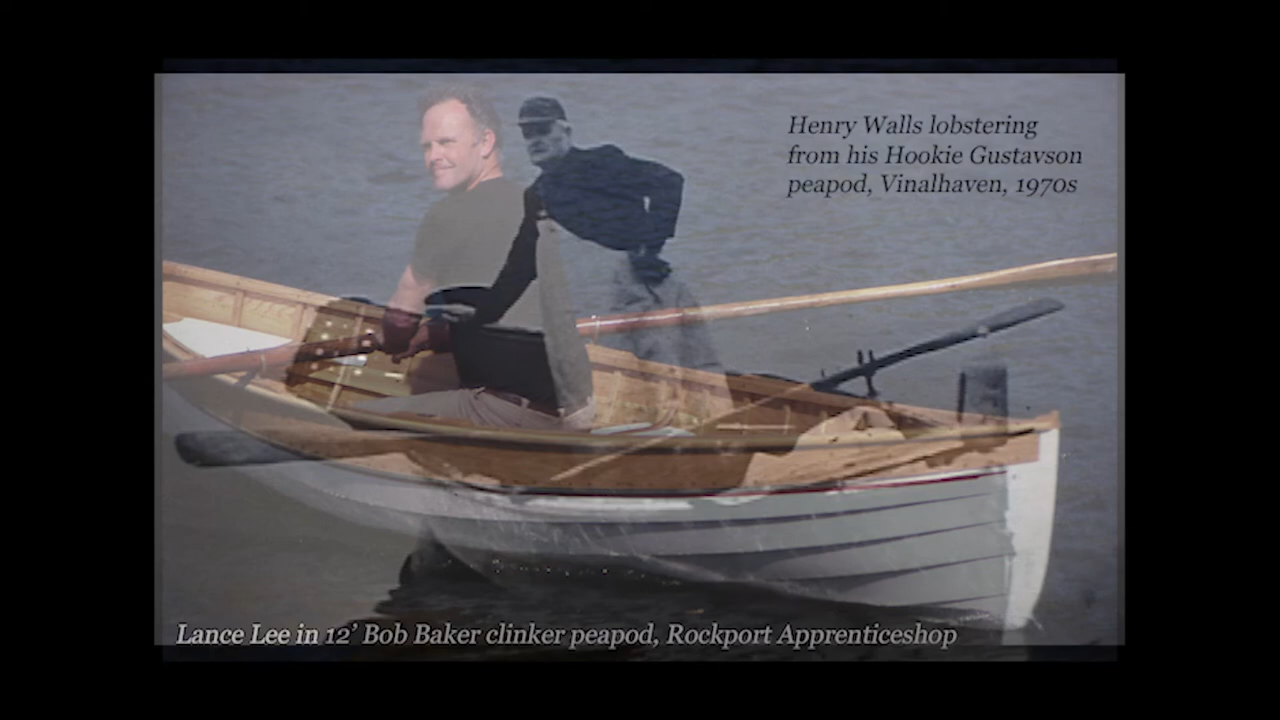 Henry Walls lobstering
from his Hookie Gustavson
peapod, Vinalhaven, 1970s
Lance Lee in 12’ Bob Baker clinker peapod, Rockport Apprenticeshop